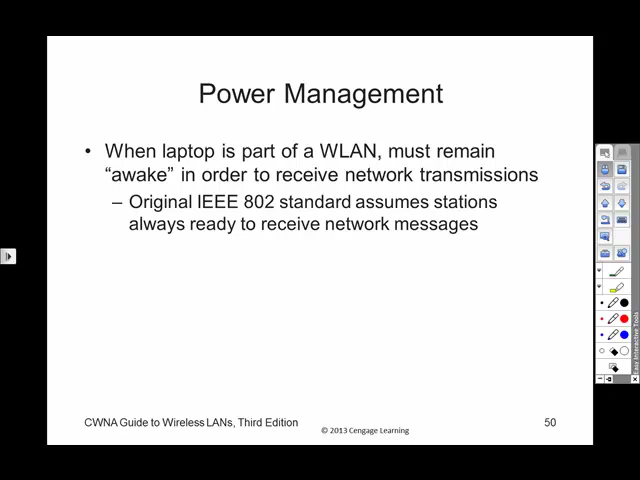 Power Management
• When laptop is part of a WLAN, must remain
“awake” in order to receive network transmissions
– Original IEEE 802 standard assumes stations
always ready to receive network messages
CWNA Guide to Wireless LANs, Third Edition
© 2013 Cengage Learning
50
Easy Interactive Tools